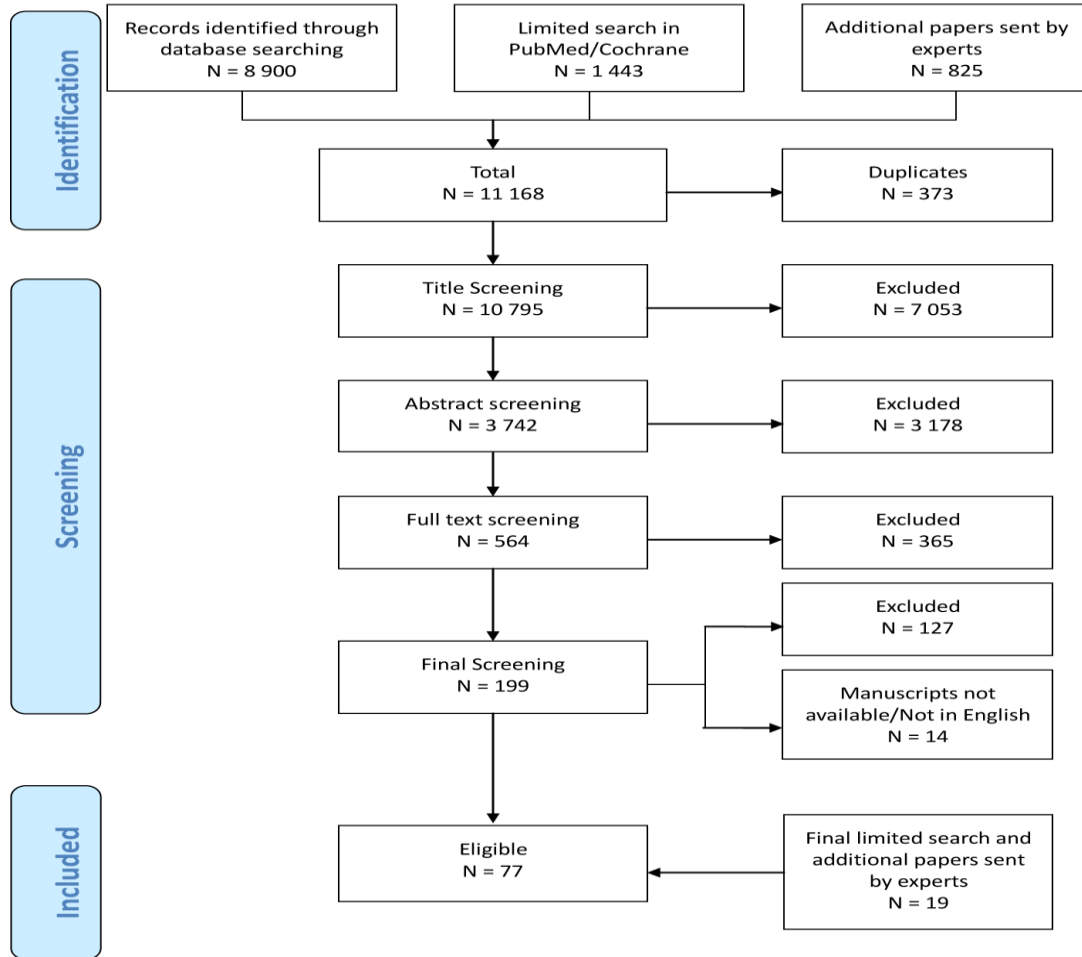 Identification
Records identified through
database searching
N = 8 900
Limited search in
PubMed/Cochrane
N = 1 443
Additional papers sent by
experts
N = 825
Total
N = 11 168
Duplicates
N = 373
Screening
Title Screening
N = 10 795
Excluded
N = 7 053
Abstract screening
N = 3 742
Excluded
N = 3 178
Full text screening
N = 564
Excluded
N = 365
Final Screening
N = 199
Excluded
N = 127
Manuscripts not
available/Not in English
N = 14
Included
Eligible
N = 77
Final limited search and
additional papers sent
by experts
N = 19